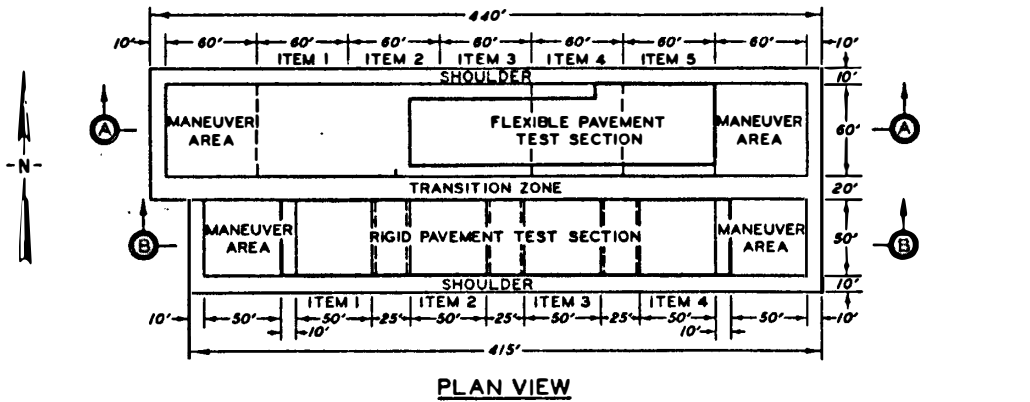 440'
10' 60' 60' 60' 60' 60' 60' 60' 10'
ITEM 1 ITEM 2 ITEM 3 ITEM 4 ITEM 5
SHOULDER 10'
MANEUVER AREA FLEXIBLE PAVEMENT TEST SECTION MANEUVER AREA
A A 60'
-N-
TRANSITION ZONE 20'
MANEUVER AREA RIGID PAVEMENT TEST SECTION MANEUVER AREA
B B 50'
SHOULDER 10'
ITEM 1 ITEM 2 ITEM 3 ITEM 4
10' 50' 50' 25' 50' 25' 50' 25' 50' 50' 10'
10' 10'
415'
PLAN VIEW